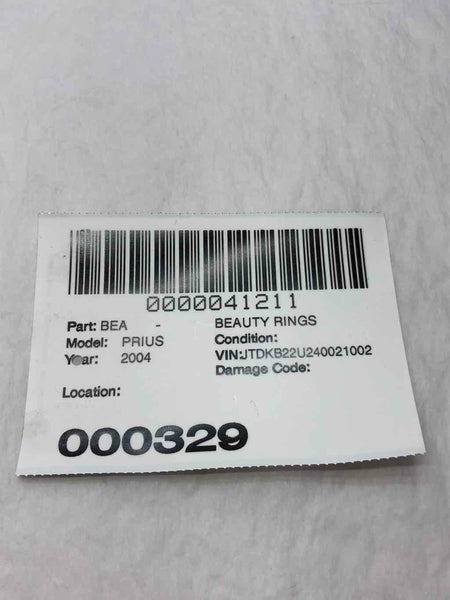 0000041211
Part: BEA - BEAUTY RINGS
Model: PRIUS Condition:
Year: 2004 VIN:JTDKB22U240021002
Damage Code:
Location:
000329